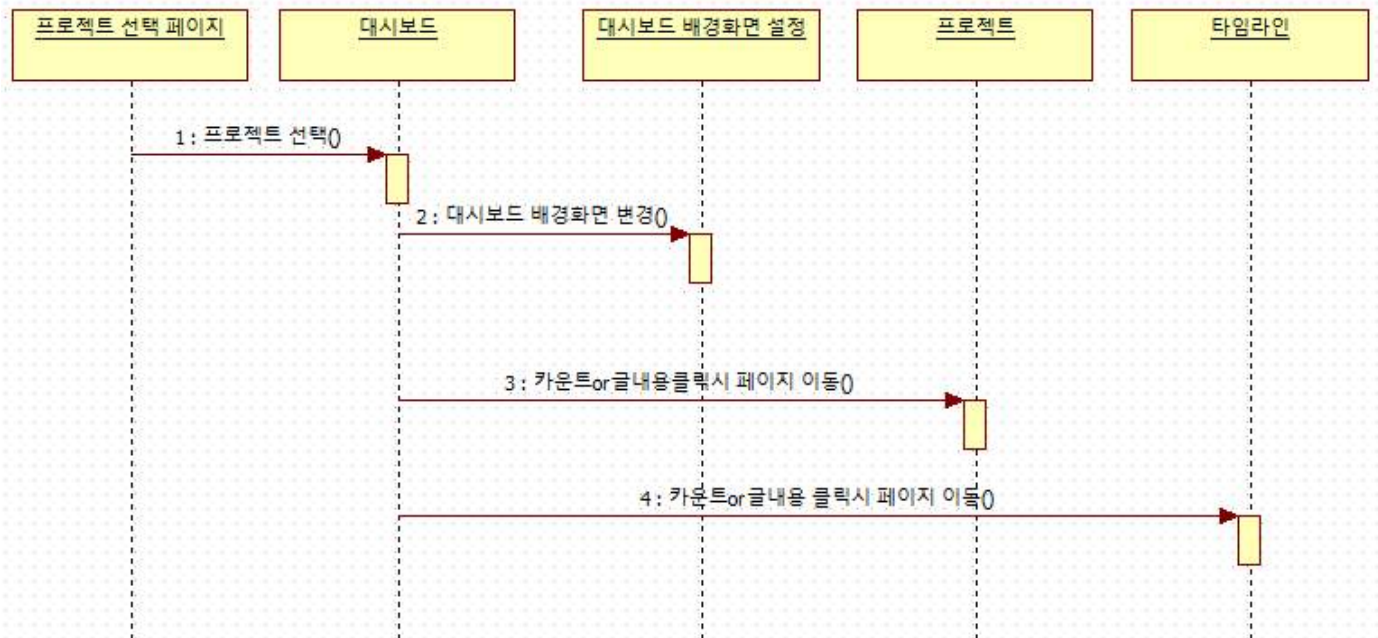 프로젝트 선택 페이지
대시보드
대시보드 배경화면 설정
프로젝트
타임라인
1 : 프로젝트 선택()
2 : 대시보드 배경화면 변경()
3 : 카운트or글내용클릭시 페이지 이동()
4 : 카운트or글내용 클릭시 페이지 이동()